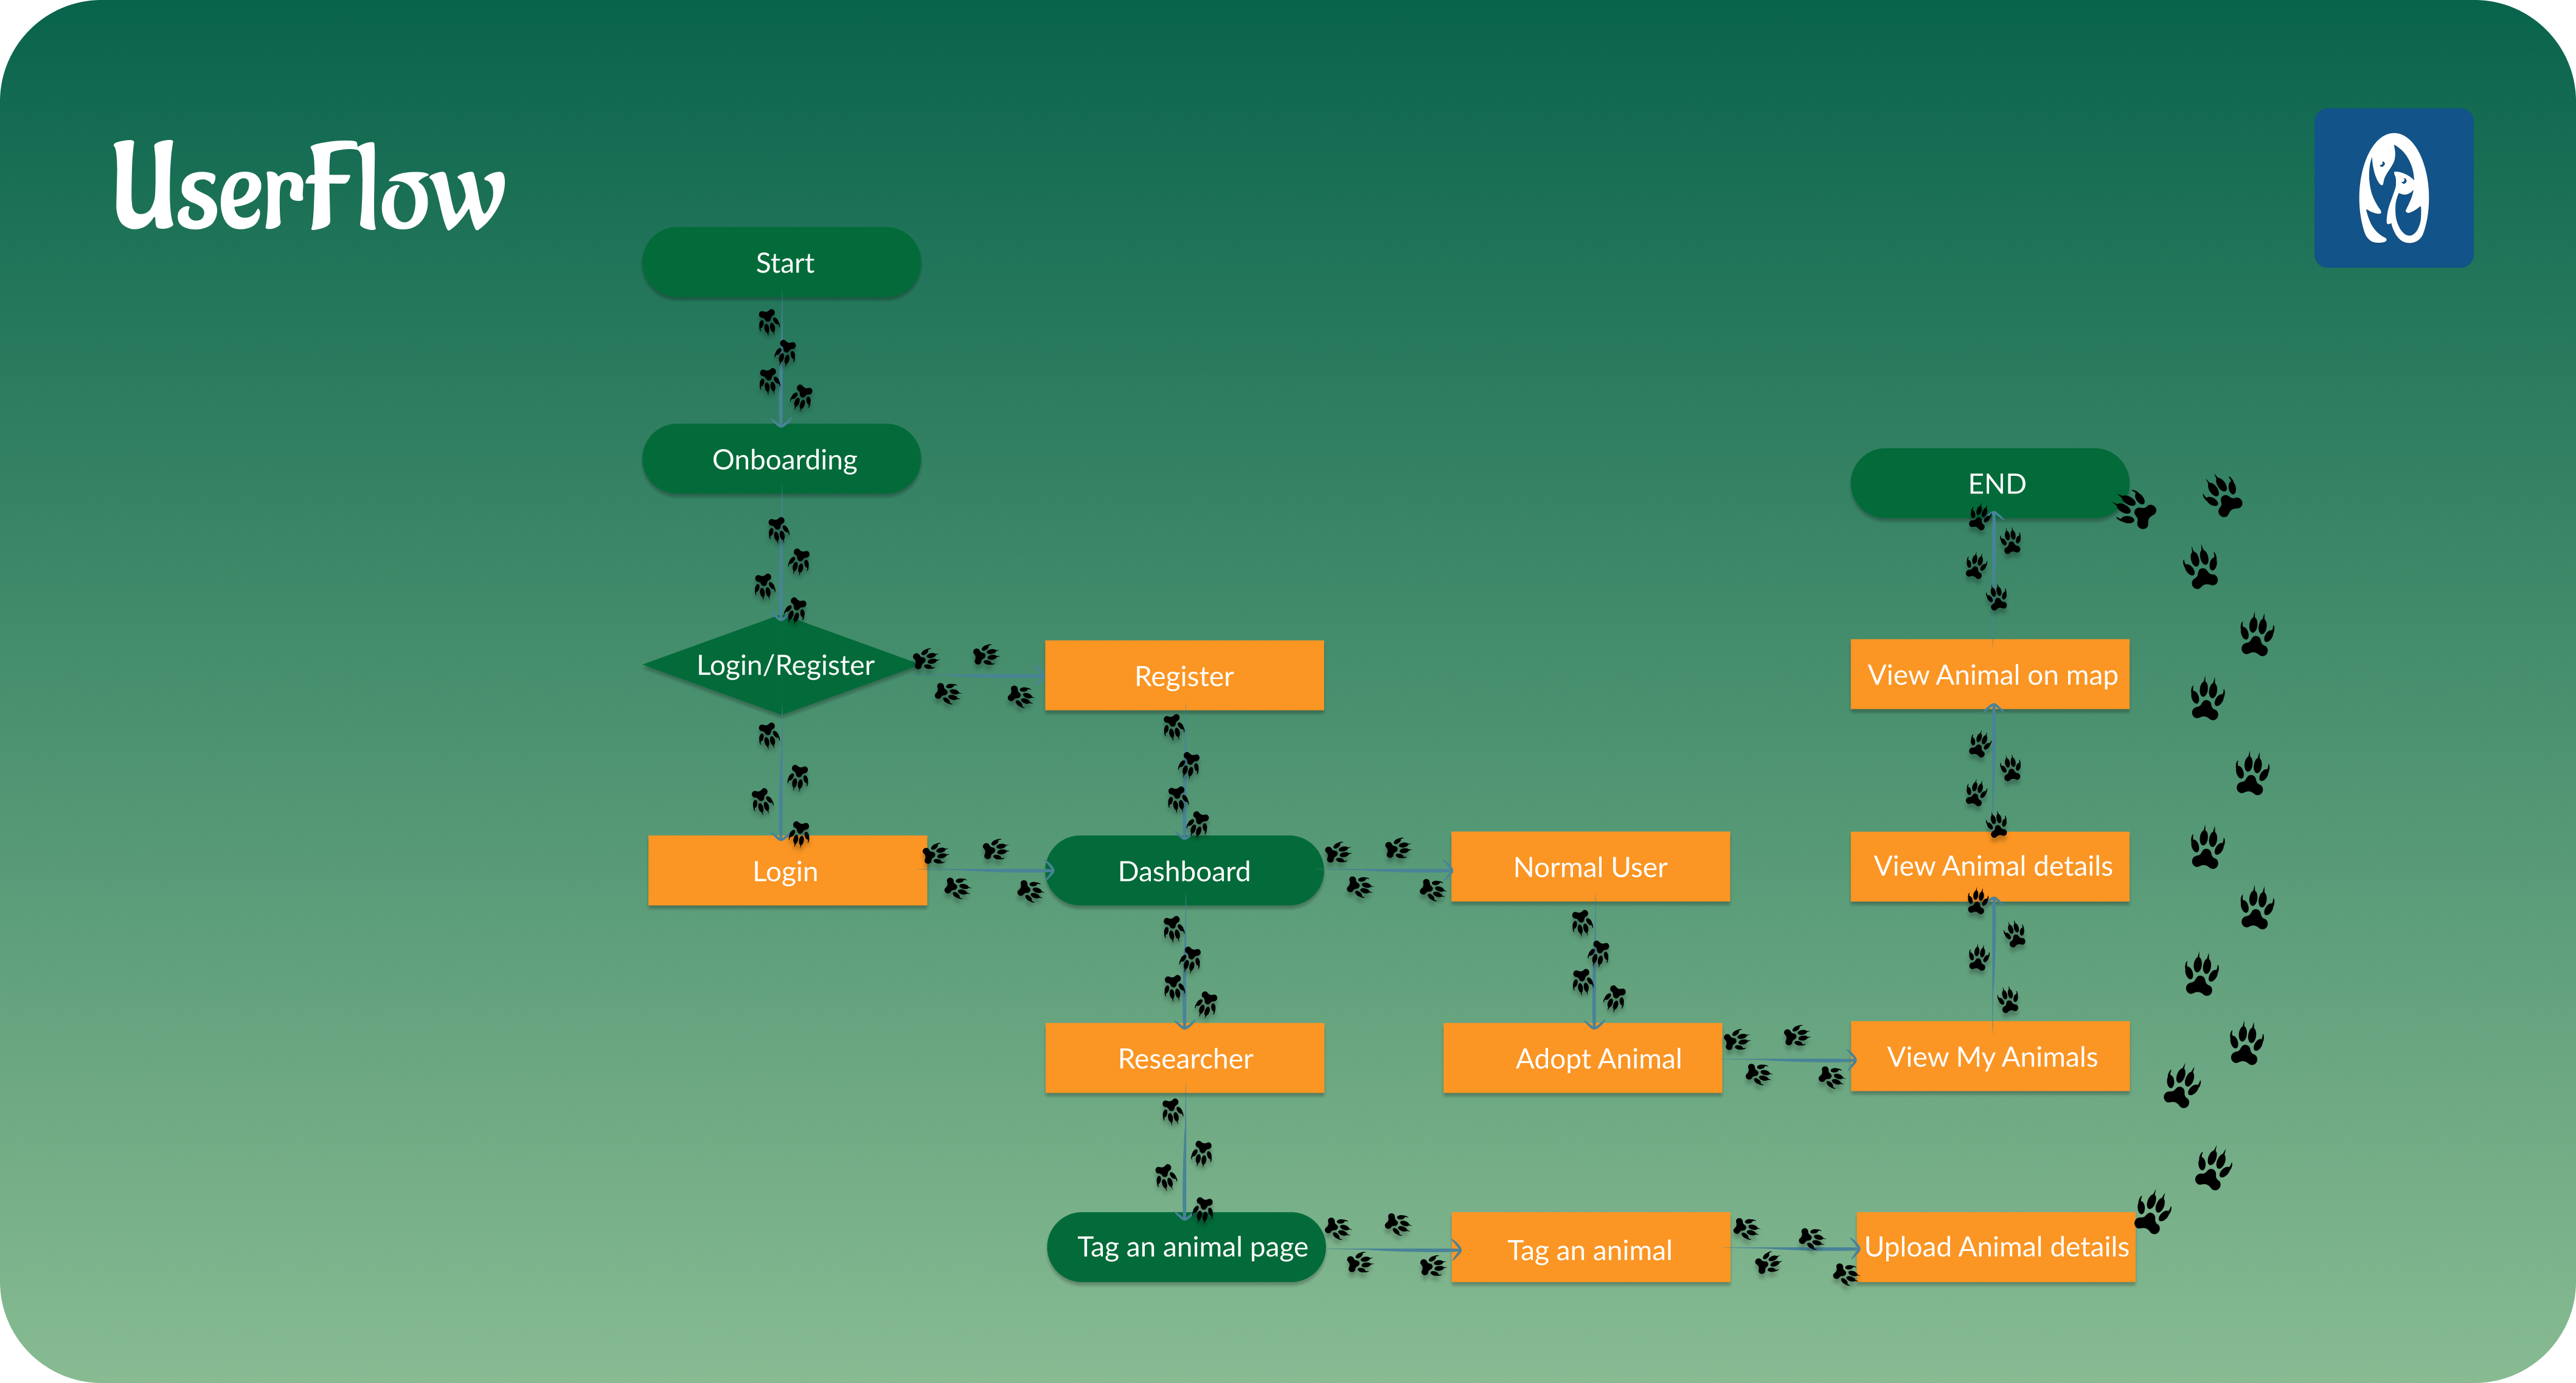 UserFlow
Start
Onboarding
END
Login/Register
Register
View Animal on map
Login
Dashboard
Normal User
View Animal details
Researcher
Adopt Animal
View My Animals
Tag an animal page
Tag an animal
Upload Animal details